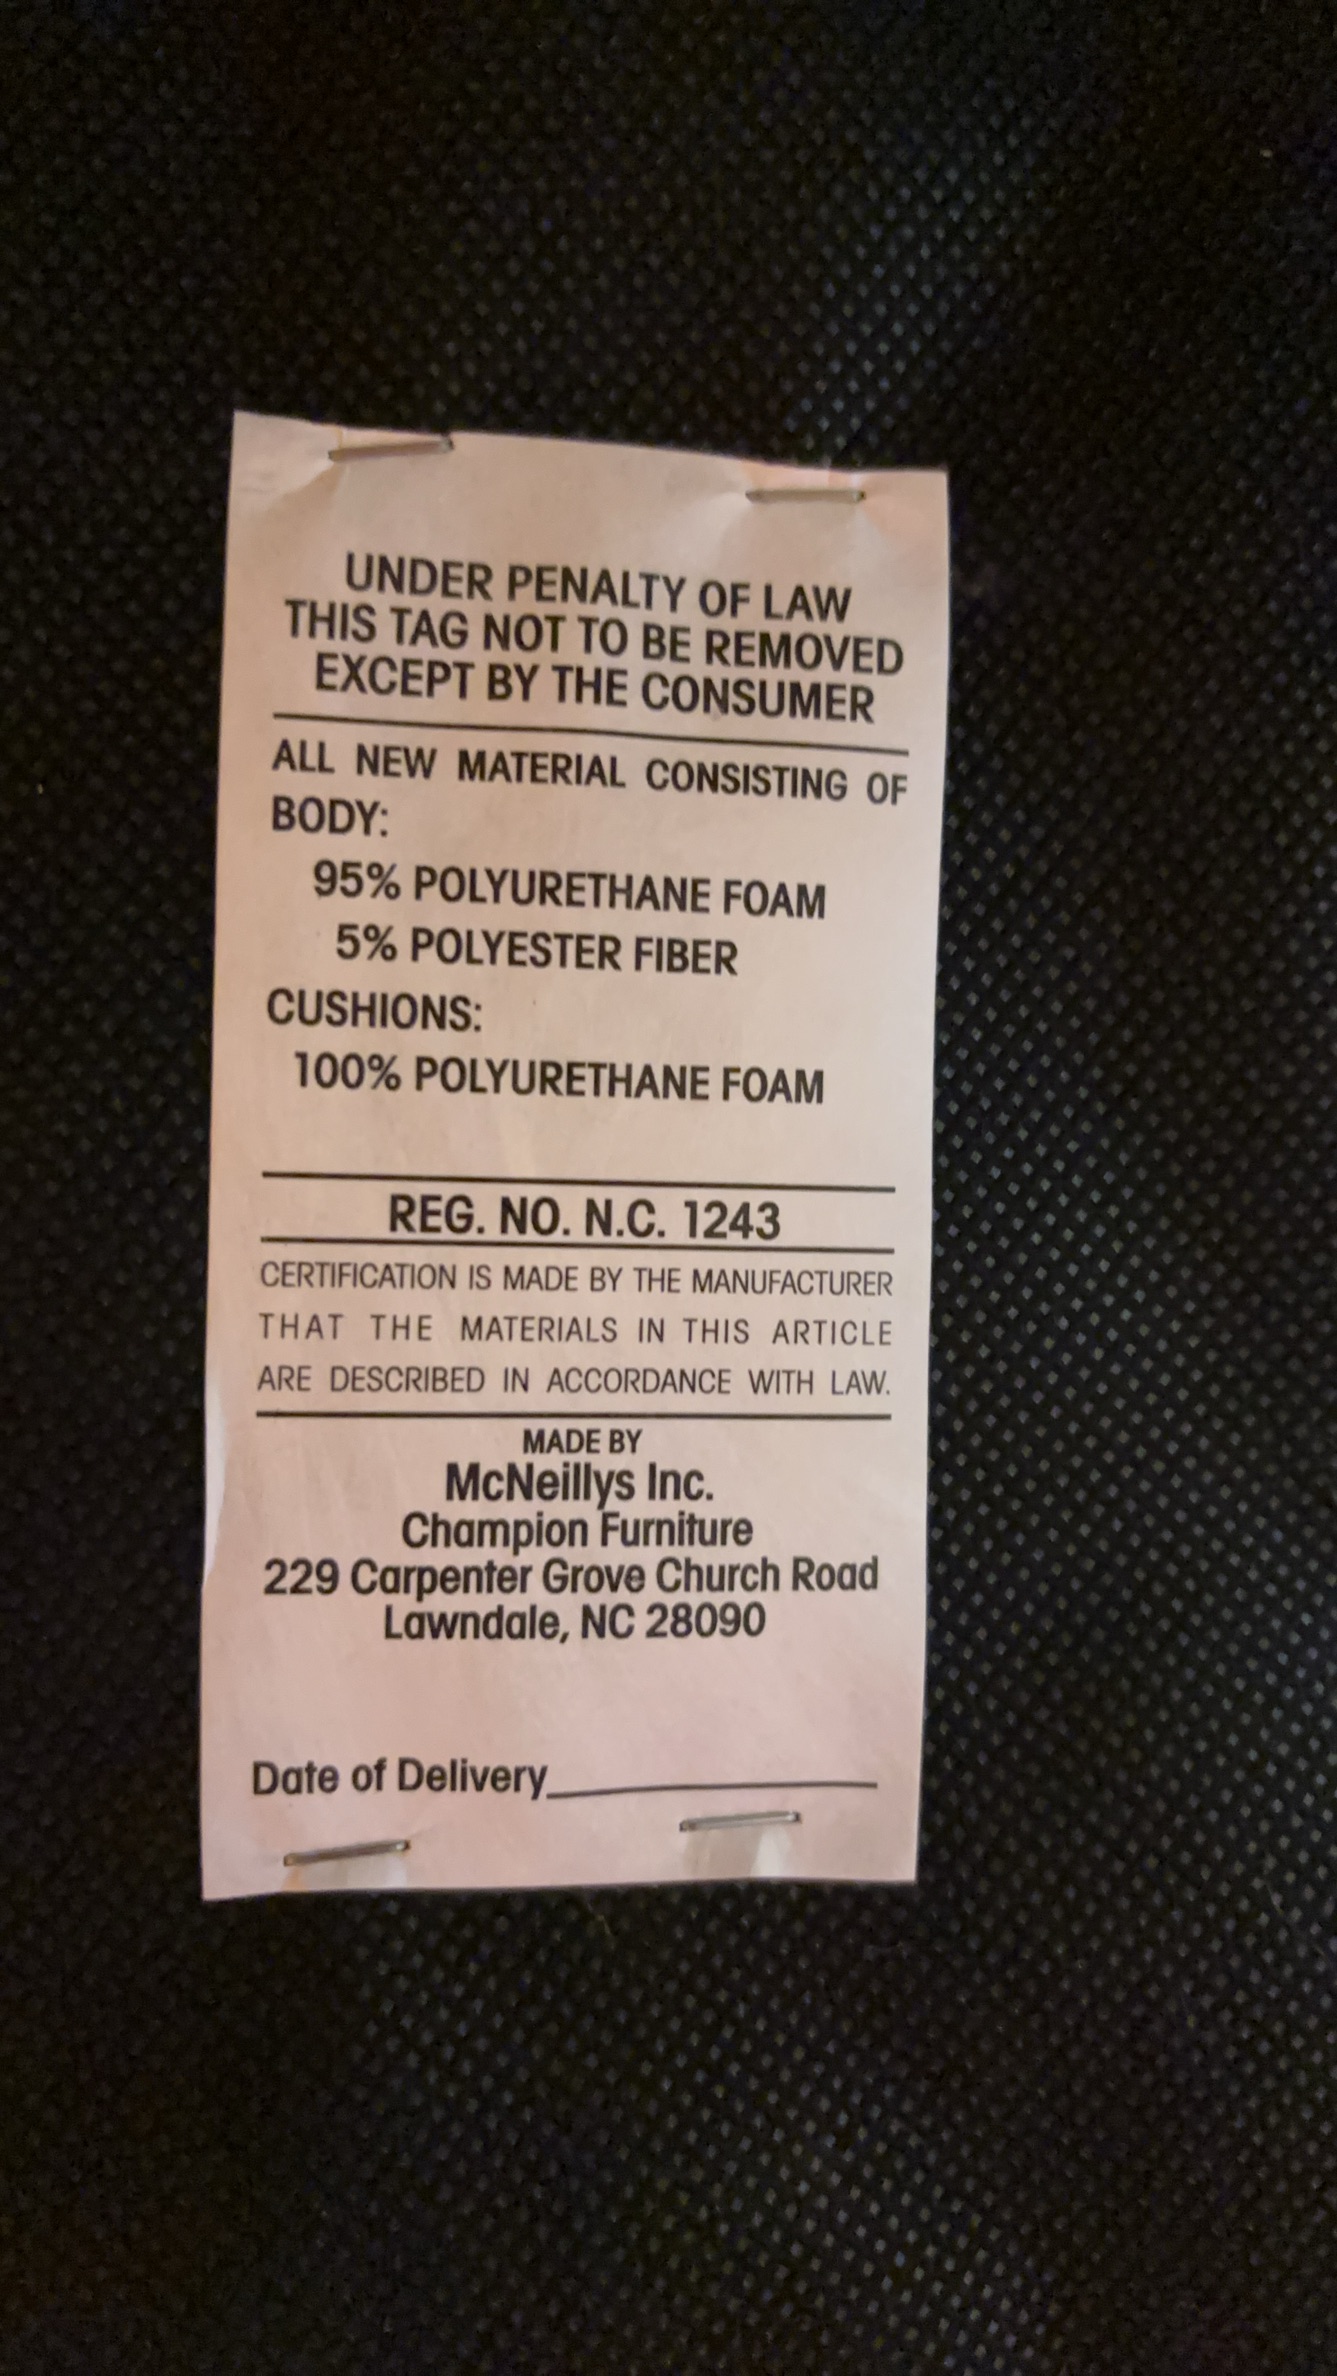 UNDER PENALTY OF LAW
THIS TAG NOT TO BE REMOVED
EXCEPT BY THE CONSUMER
ALL NEW MATERIAL CONSISTING OF
BODY:
95% POLYURETHANE FOAM
5% POLYESTER FIBER
CUSHIONS:
100% POLYURETHANE FOAM
REG. NO. N.C. 1243
CERTIFICATION IS MADE BY THE MANUFACTURER
THAT THE MATERIALS IN THIS ARTICLE
ARE DESCRIBED IN ACCORDANCE WITH LAW.
MADE BY
McNeillys Inc.
Champion Furniture
229 Carpenter Grove Church Road
Lawndale, NC 28090
Date of Delivery